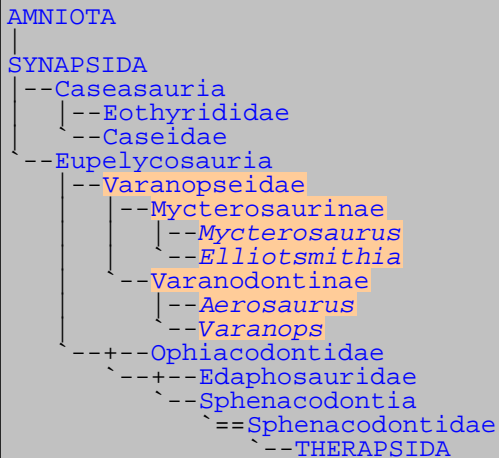 AMNIOTA
|
SYNAPSIDA
|--Caseasauria
|  |--Eothyrididae
|  `--Caseidae
`--Eupelycosauria
   |--Varanopseidae
   |  |--Mycterosaurinae
   |  |  |--Mycterosaurus
   |  |  `--Elliotsmithia
   |  `--Varanodontinae
   |     |--Aerosaurus
   |     `--Varanops
   `--+--Ophiacodontidae
      `--+--Edaphosauridae
         `--Sphenacodontia
            `==Sphenacodontidae
               `--THERAPSIDA